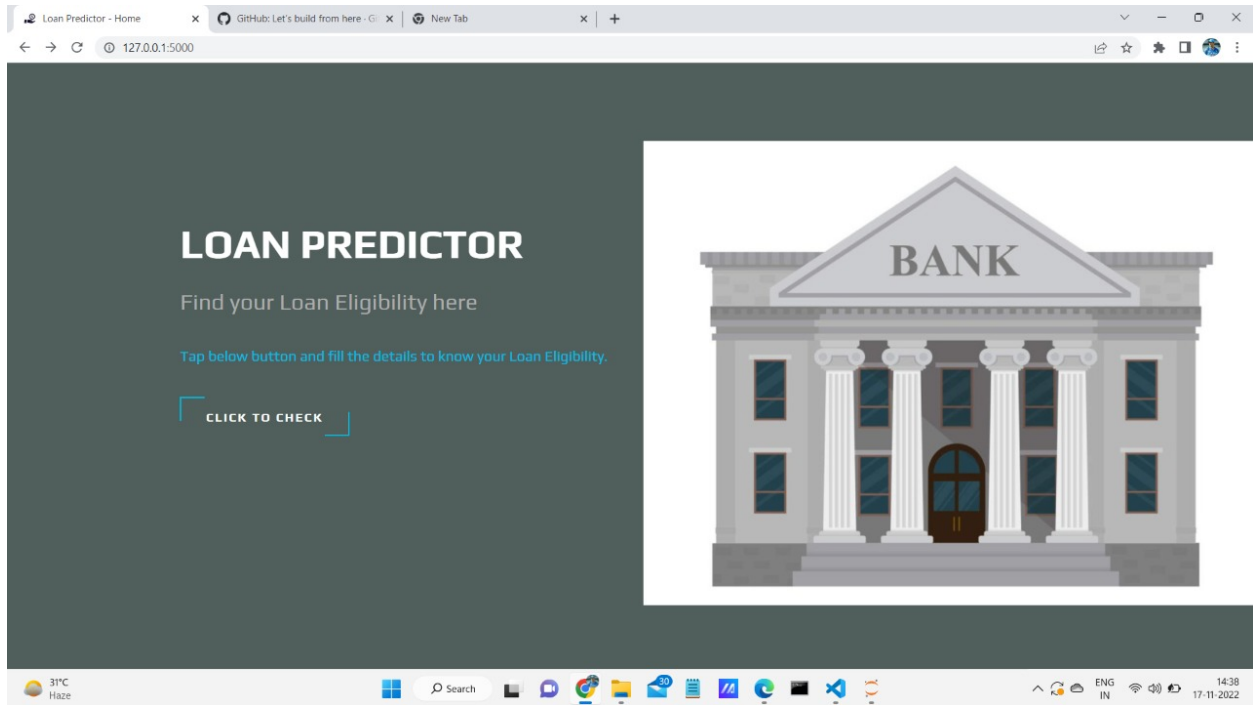 Loan Predictor - Home
GitHub: Let's build from here · G
New Tab
127.0.0.1:5000
LOAN PREDICTOR
Find your Loan Eligibility here
Tap below button and fill the details to know your Loan Eligibility.
CLICK TO CHECK
BANK
31°C
Haze
Search
30
ENG
IN
14:38
17-11-2022